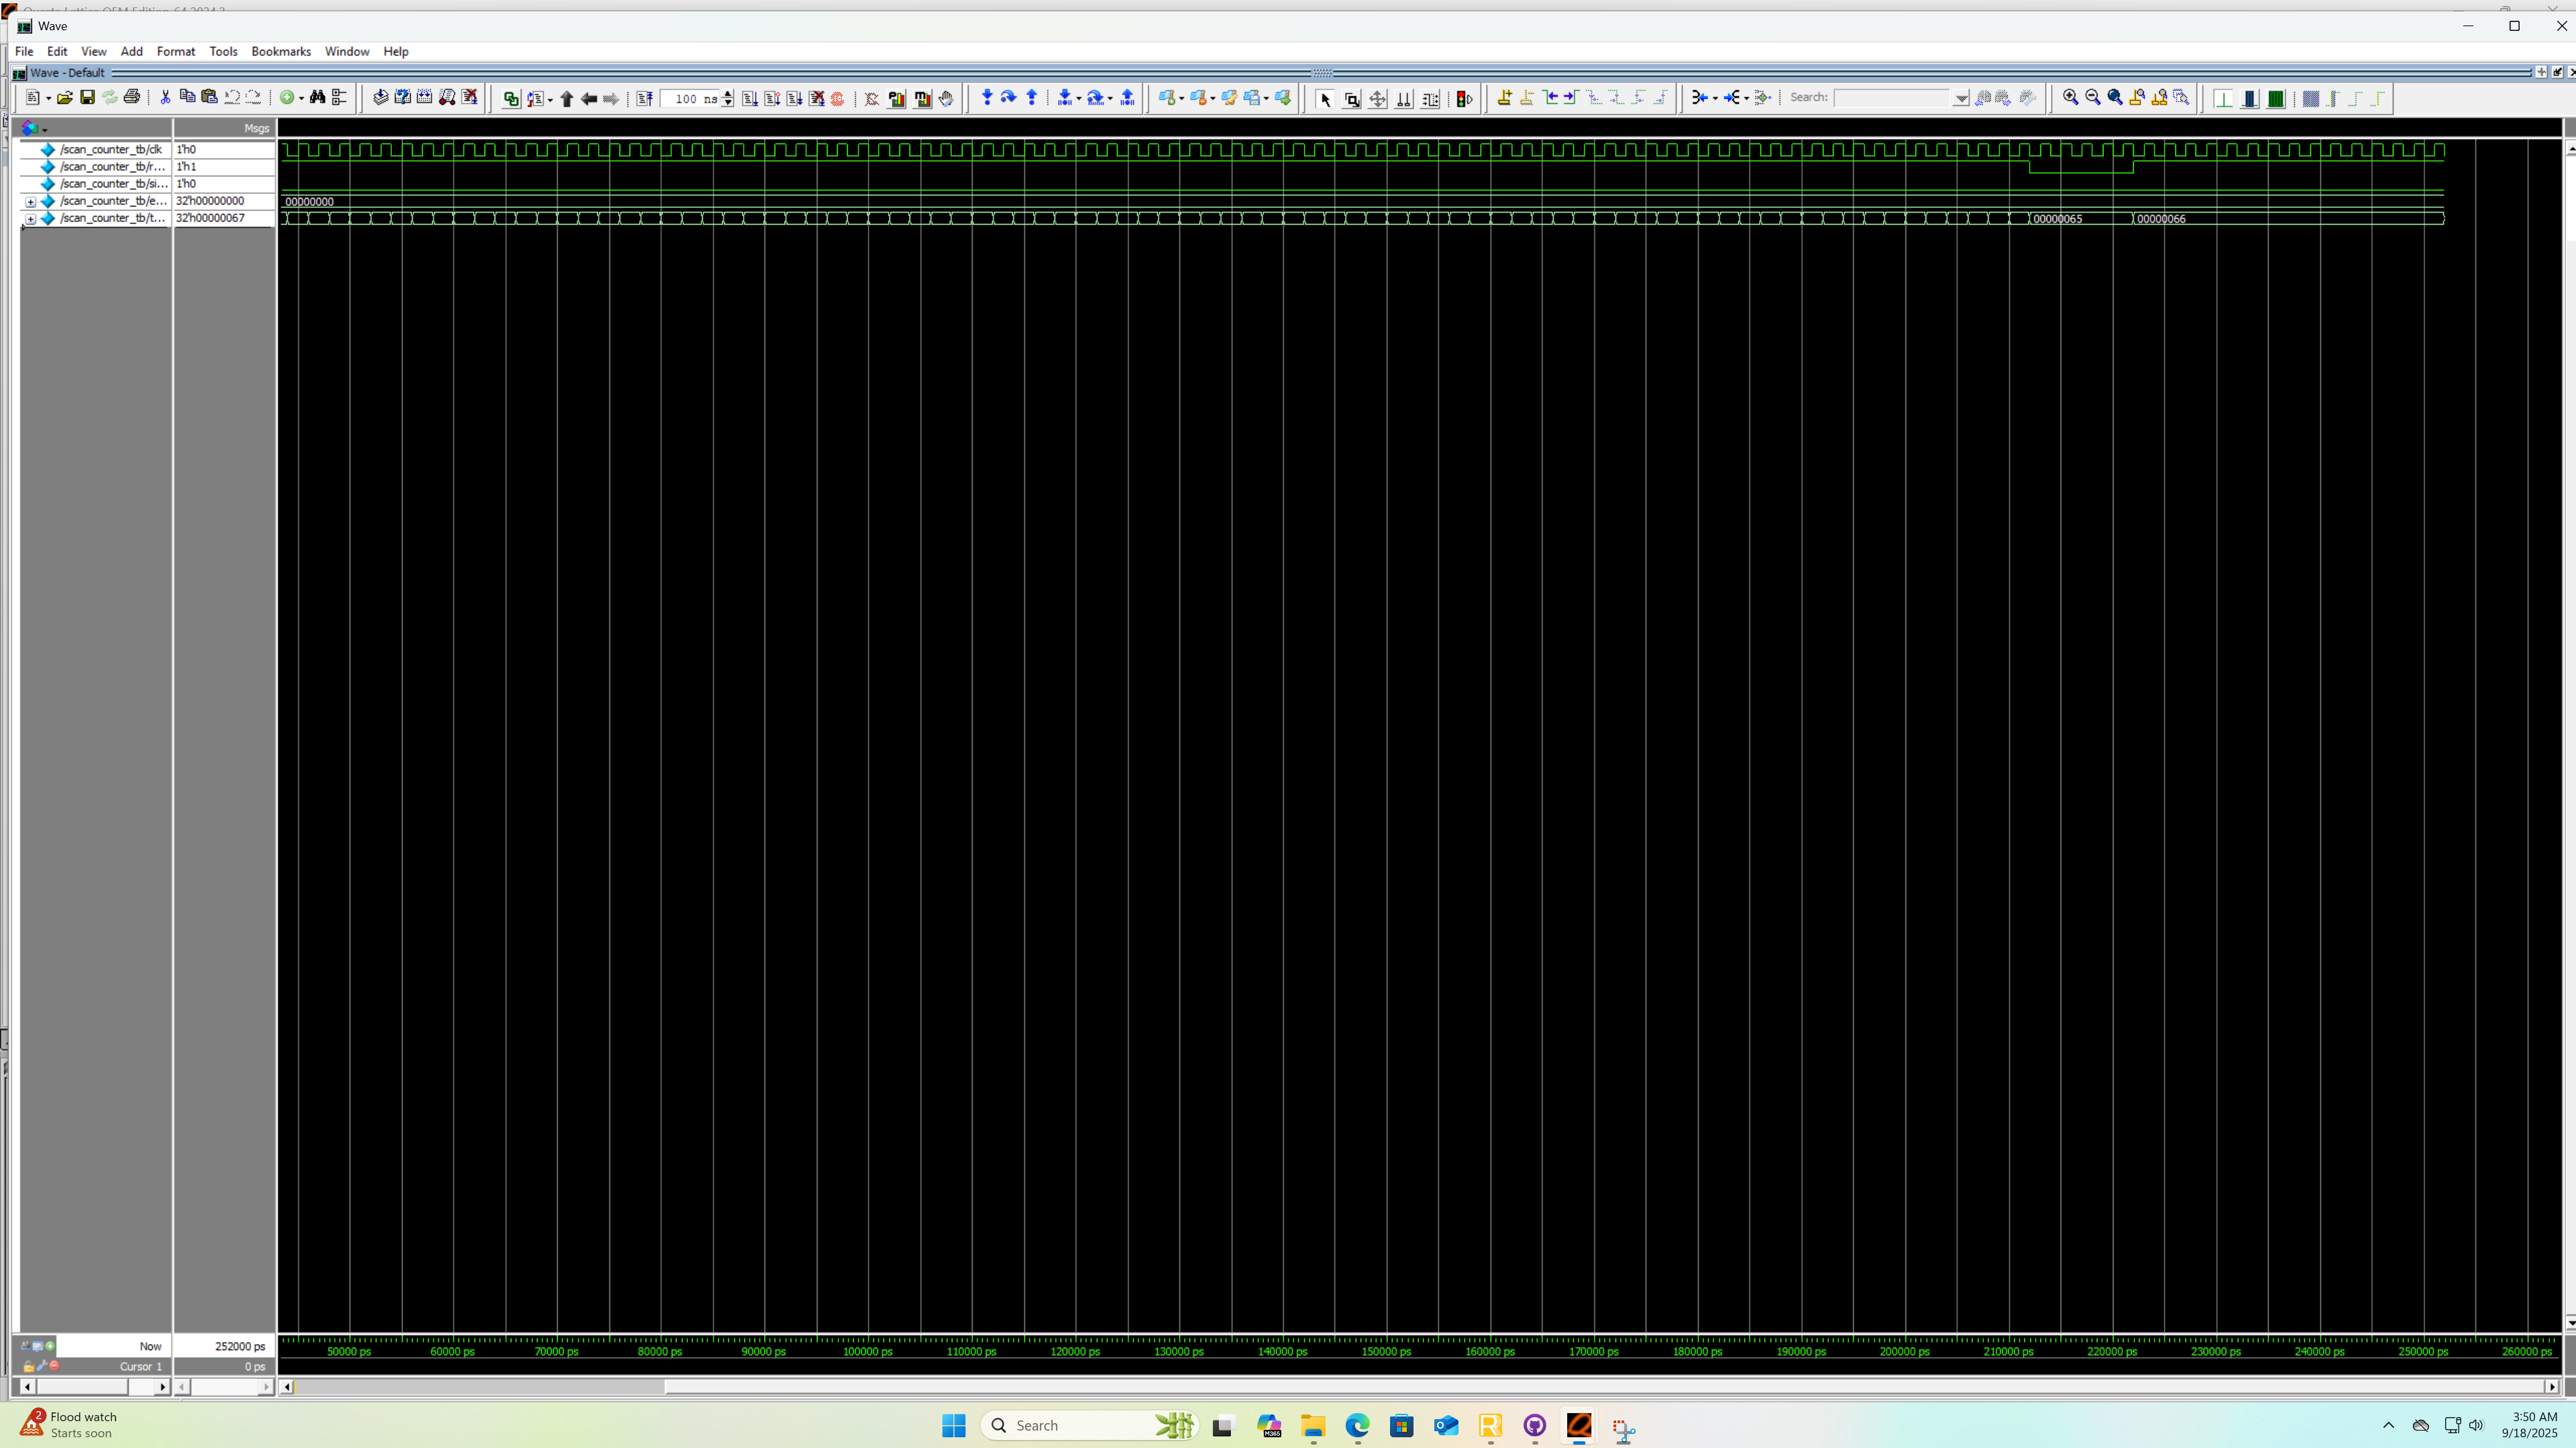 Wave
File Edit View Add Format Tools Bookmarks Window Help
Wave - Default
100 ns
Search:
Msgs
/scan_counter_tb/clk 1'h0
/scan_counter_tb/r... 1'h1
/scan_counter_tb/si... 1'h0
/scan_counter_tb/e... 32'h00000000 00000000
/scan_counter_tb/t... 32'h00000067 00000065 00000066
Now 252000 ps
50000 ps 60000 ps 70000 ps 80000 ps 90000 ps 100000 ps 110000 ps 120000 ps 130000 ps 140000 ps 150000 ps 160000 ps 170000 ps 180000 ps 190000 ps 200000 ps 210000 ps 220000 ps 230000 ps 240000 ps 250000 ps 260000 ps
Cursor 1 0 ps
2
Flood watch
Starts soon
Search
M365
3:50 AM
9/18/2025